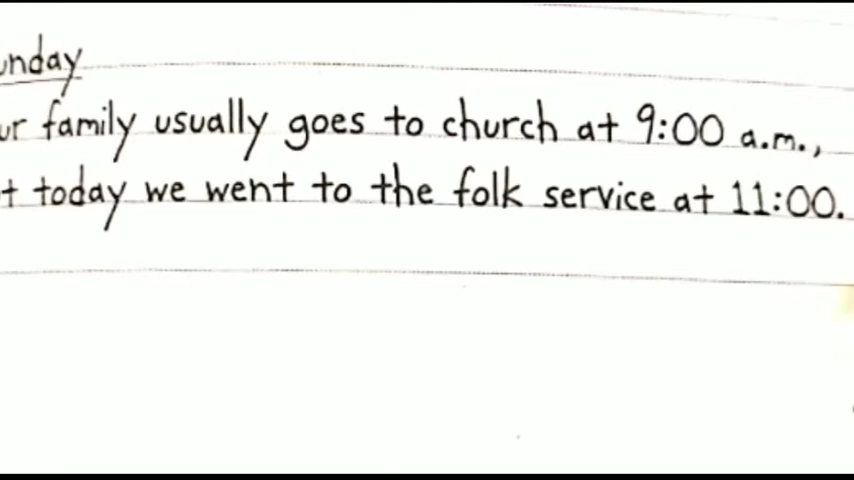 unday
ur family usually goes to church at 9:00 a.m.,
t today we went to the folk service at 11:00.